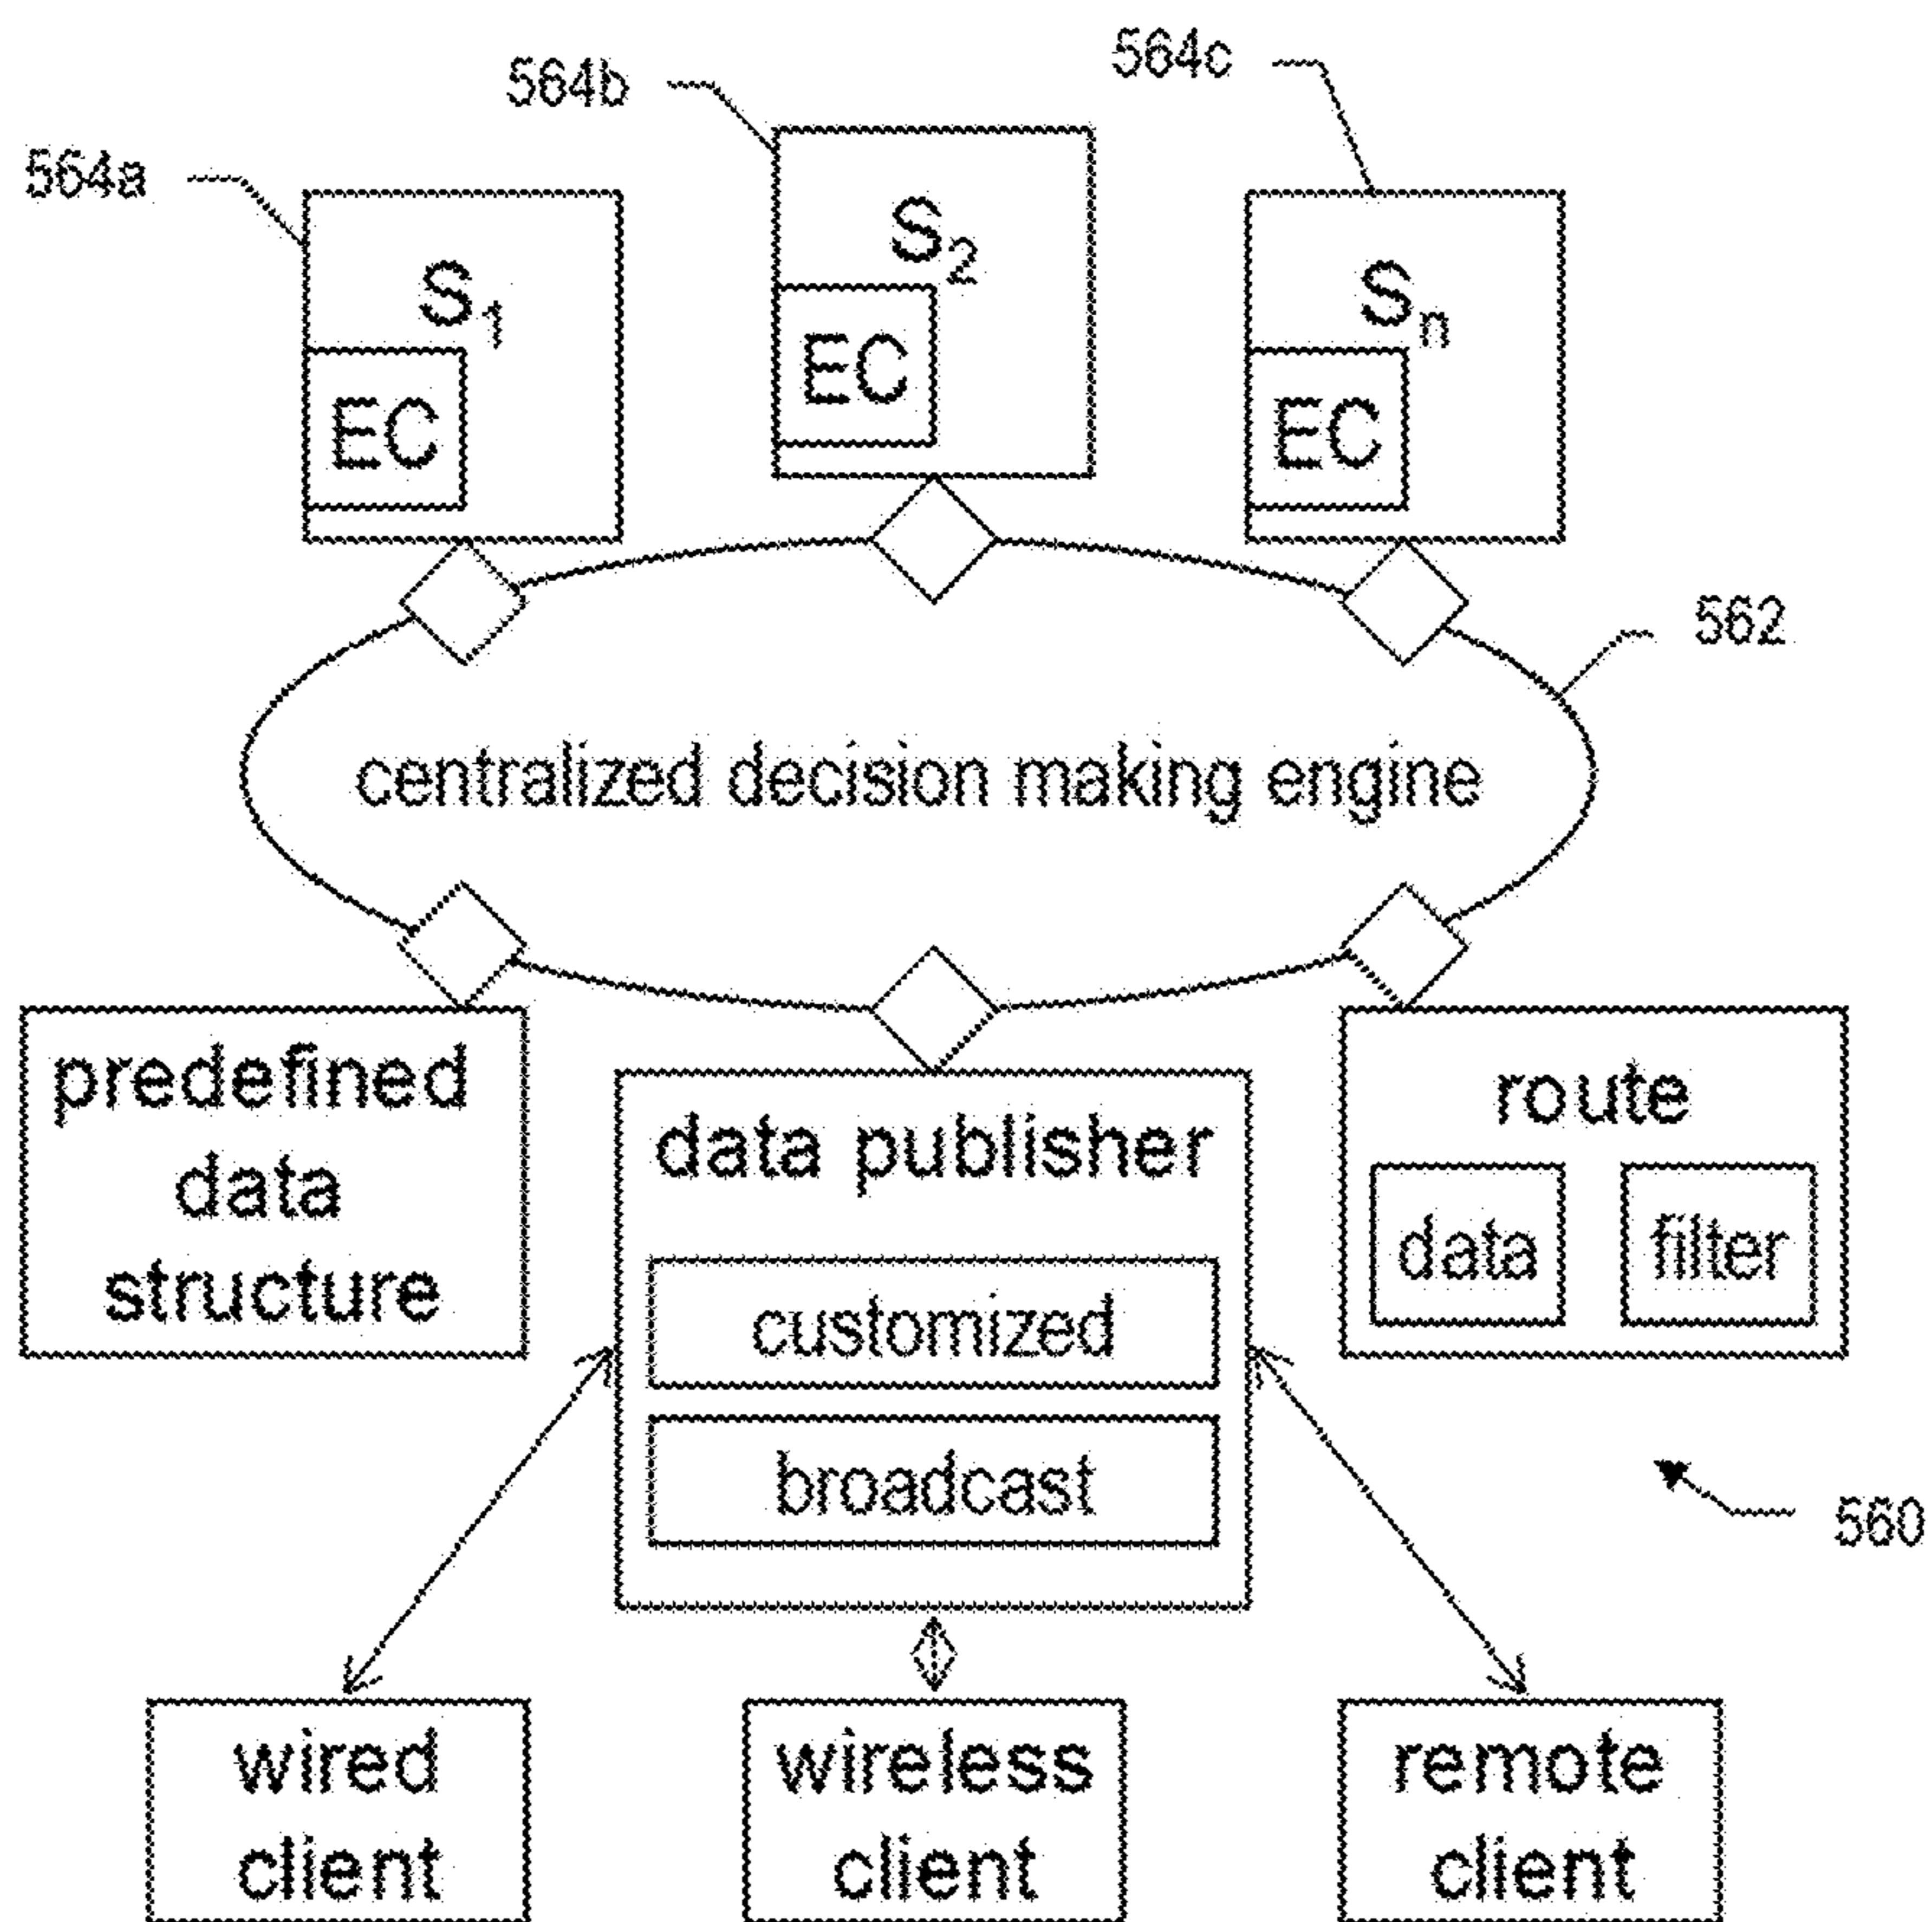 564a
564b
564c
S1
EC
S2
EC
Sn
EC
562
centralized decision making engine
predefined
data
structure
data publisher
customized
broadcast
route
data
filter
560
wired
client
wireless
client
remote
client